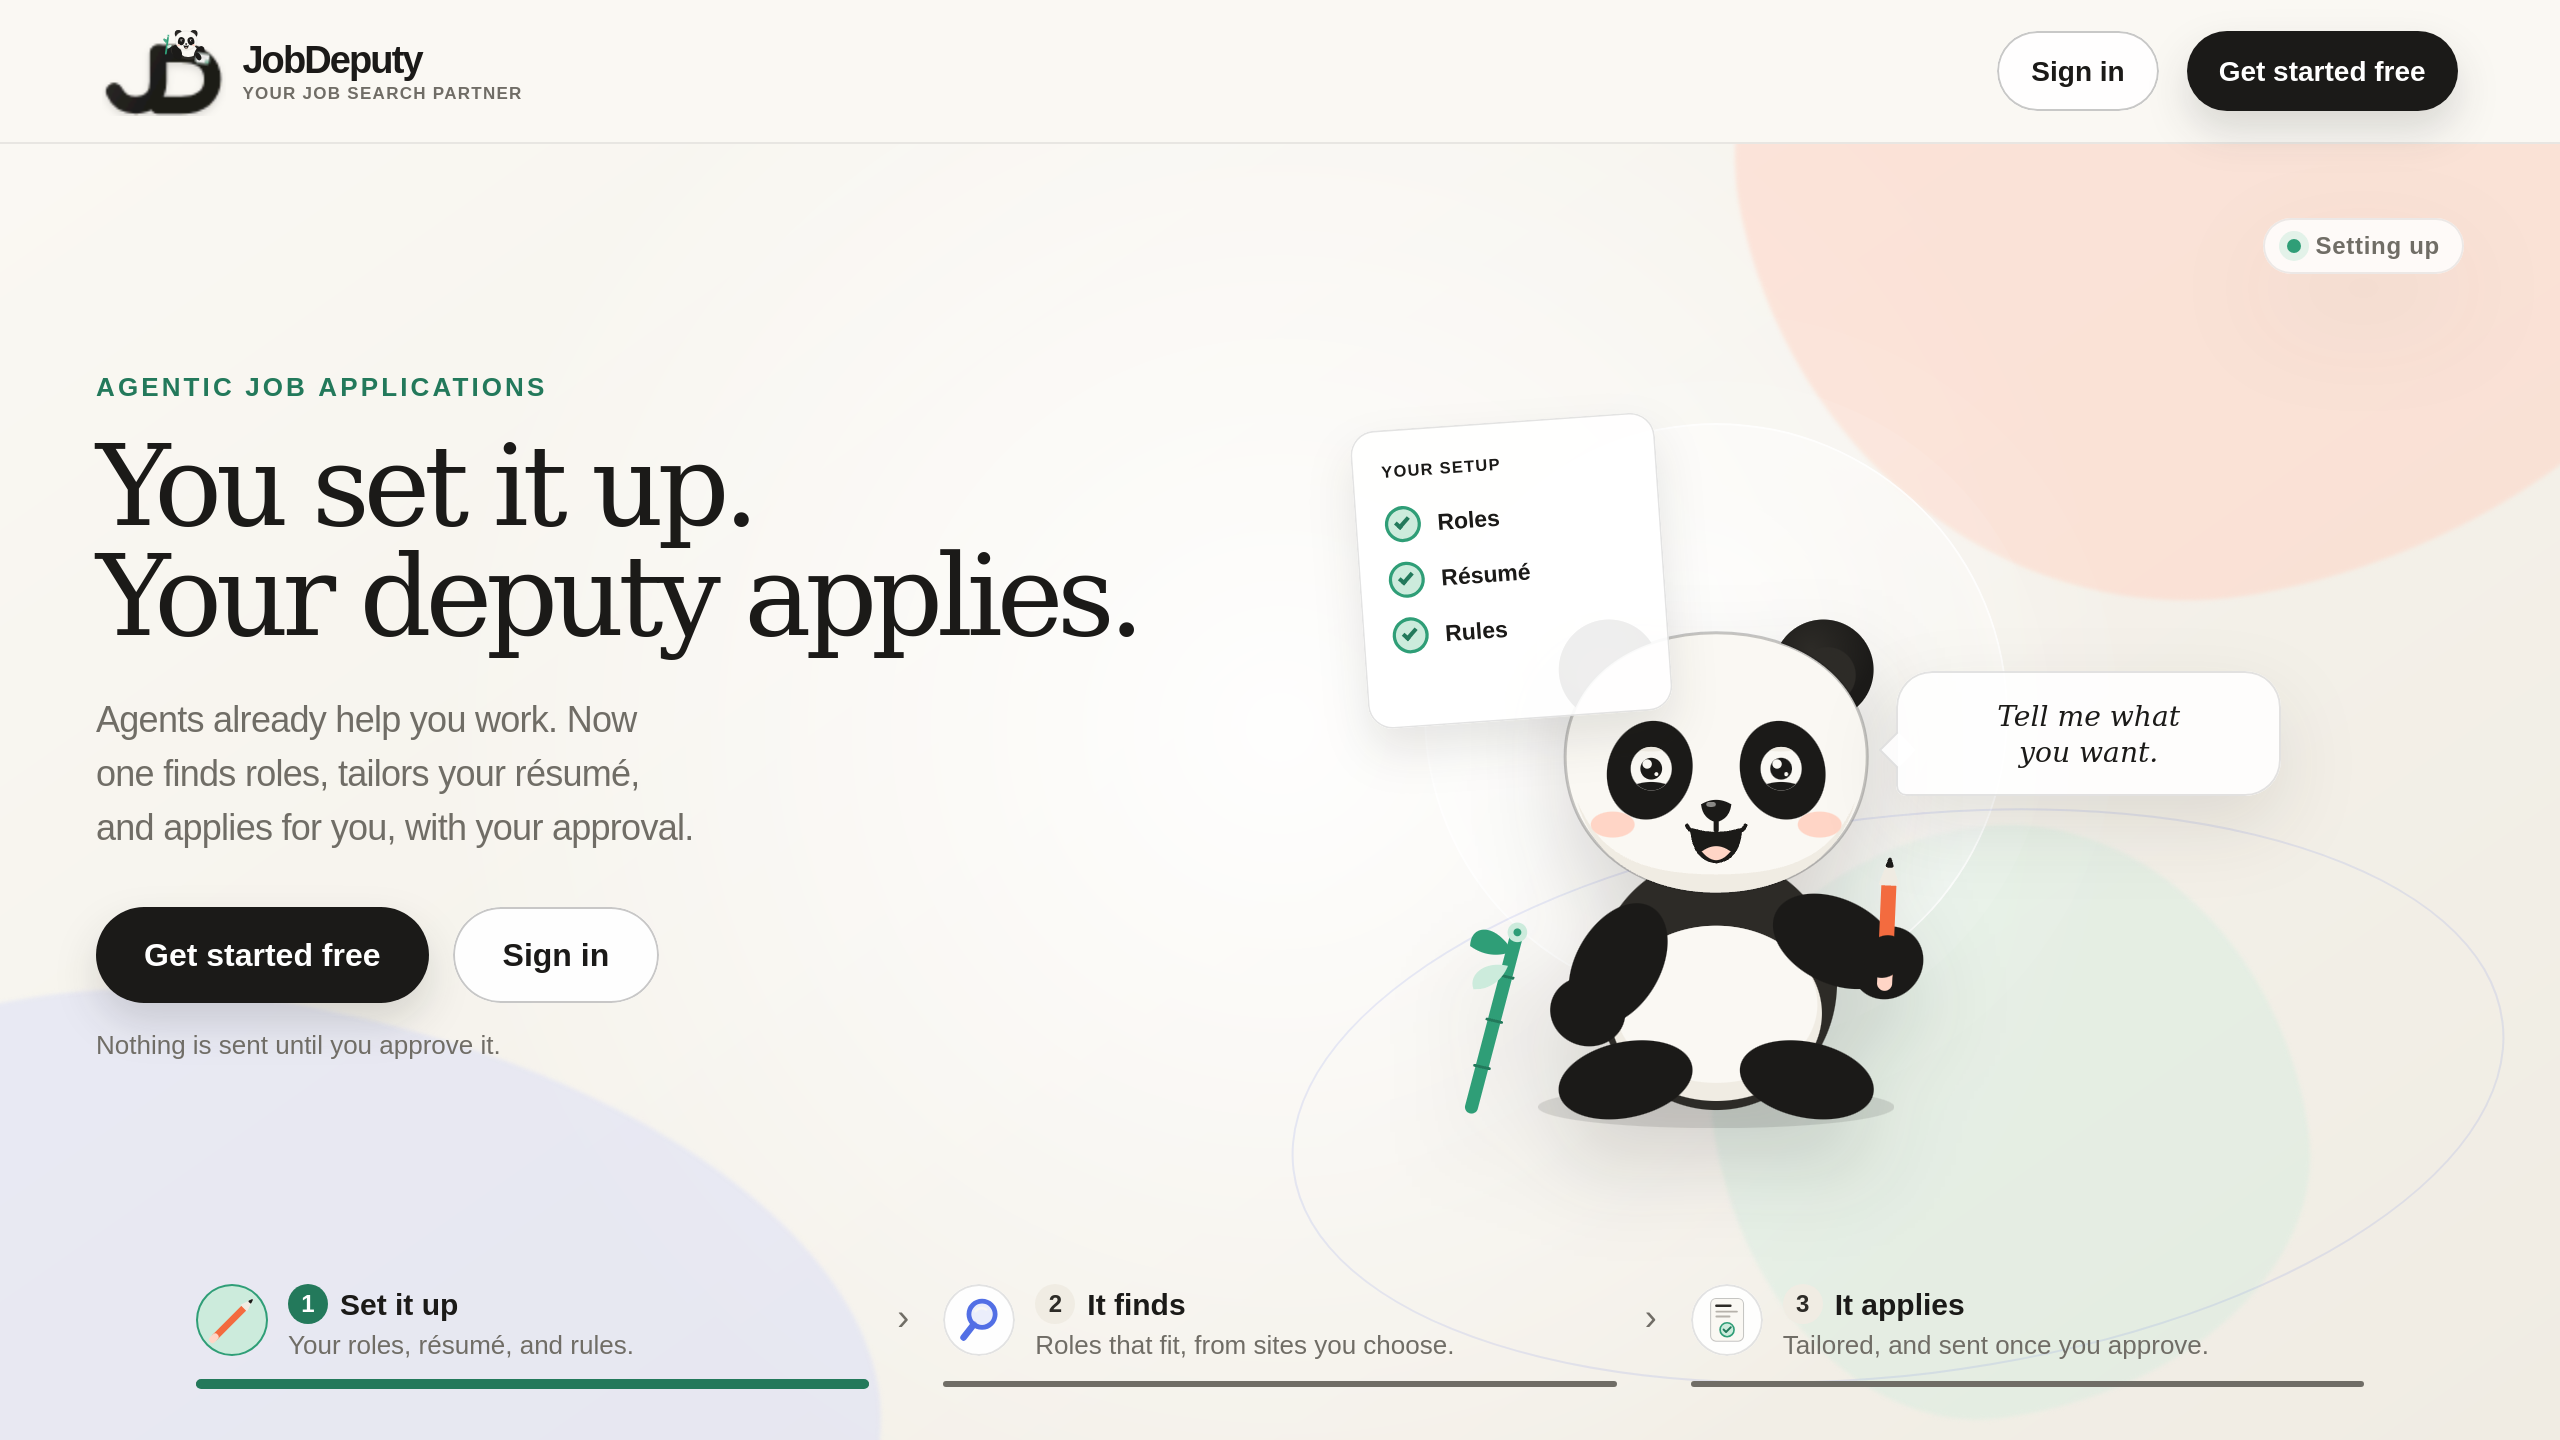 JobDeputy
YOUR JOB SEARCH PARTNER
Sign in
Get started free
Setting up
AGENTIC JOB APPLICATIONS
You set it up.
Your deputy applies.
Agents already help you work. Now
one finds roles, tailors your résumé,
and applies for you, with your approval.
Get started free
Sign in
Nothing is sent until you approve it.
YOUR SETUP
Roles
Résumé
Rules
Tell me what
you want.
1 Set it up
Your roles, résumé, and rules.
2 It finds
Roles that fit, from sites you choose.
3 It applies
Tailored, and sent once you approve.